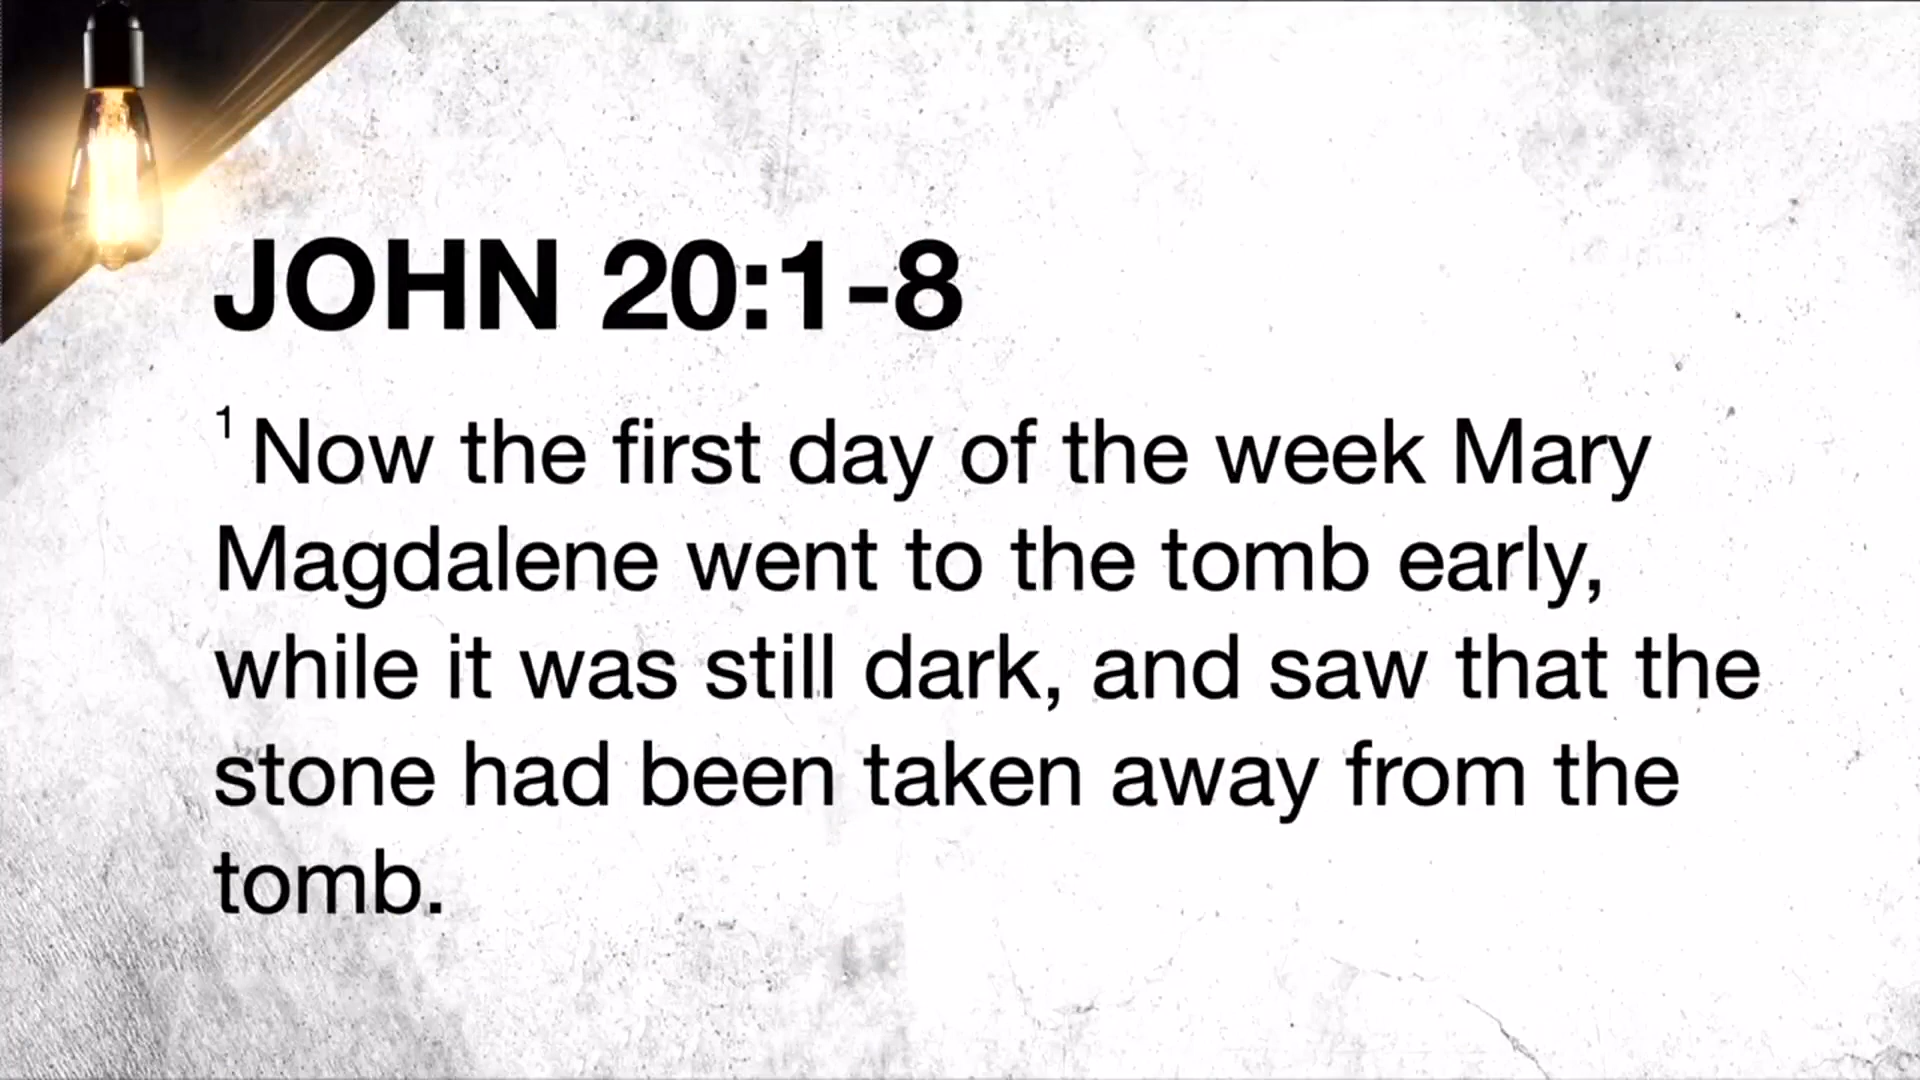 JOHN 20:1-8
1 Now the first day of the week Mary
Magdalene went to the tomb early,
while it was still dark, and saw that the
stone had been taken away from the
tomb.